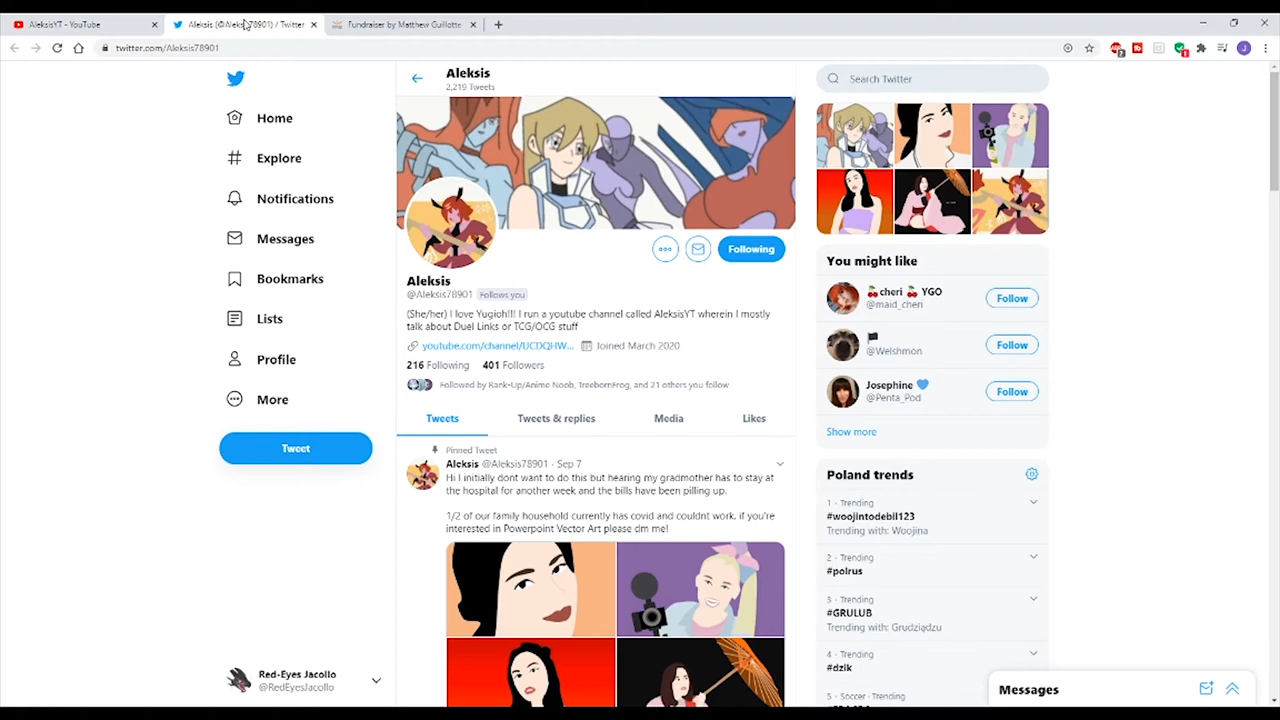 AleksisYT - YouTube
Aleksis (@Aleksis78901) / Twitter
Fundraiser by Matthew Guillotte
twitter.com/Aleksis78901
Home
Explore
Notifications
Messages
Bookmarks
Lists
Profile
More
Tweet
Red-Eyes Jacollo
@RedEyesJacollo
Aleksis
2,219 Tweets
Following
Aleksis
@Aleksis78901 Follows you
(She/her) I love Yugioh!!!! I run a youtube channel called AleksisYT wherein I mostly
talk about Duel Links or TCG/OCG stuff
youtube.com/channel/UCDQHW... Joined March 2020
216 Following 401 Followers
Followed by Rank-Up/Anime Noob, TreebornFrog, and 21 others you follow
Tweets Tweets & replies Media Likes
Pinned Tweet
Aleksis @Aleksis78901 · Sep 7
Hi I initially dont want to do this but hearing my gradmother has to stay at
the hospital for another week and the bills have been pilling up.
1/2 of our family household currently has covid and couldnt work, if you're
interested in Powerpoint Vector Art please dm me!
Search Twitter
You might like
🍒cheri 🍒 YGO
@maid_cheri
Follow
@Welshmon
Follow
Josephine 💙
@Penta_Pod
Follow
Show more
Poland trends
1 · Trending
#woojintodebil123
Trending with: Woojina
2 · Trending
#polrus
3 · Trending
#GRULUB
Trending with: Grudziądzu
4 · Trending
#dzik
5 · Soccer · Trending
Messages